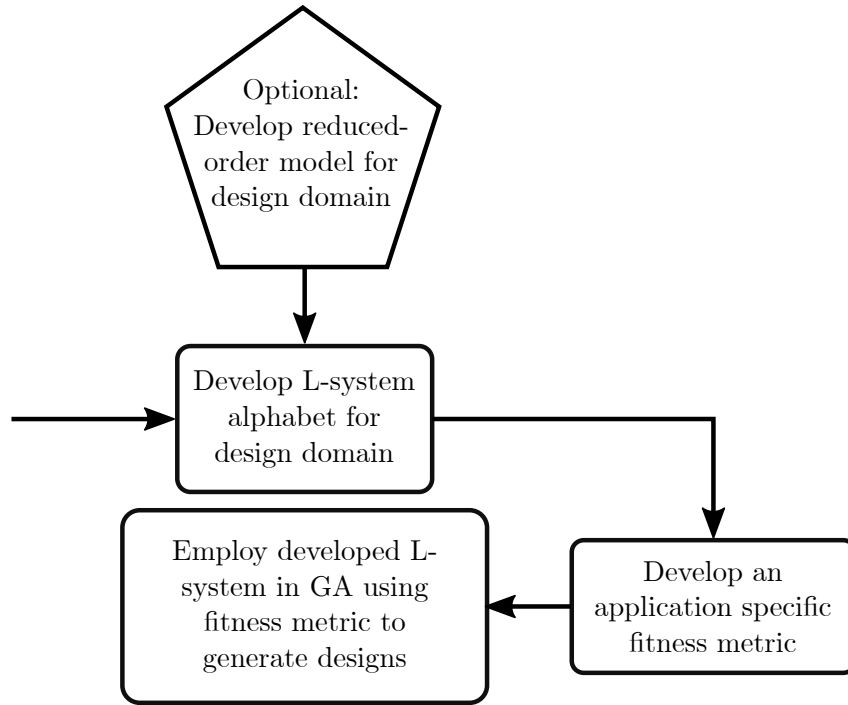 Optional:
Develop reduced-
order model for
design domain
Develop L-system
alphabet for
design domain
Employ developed L-
system in GA using
fitness metric to
generate designs
Develop an
application specific
fitness metric